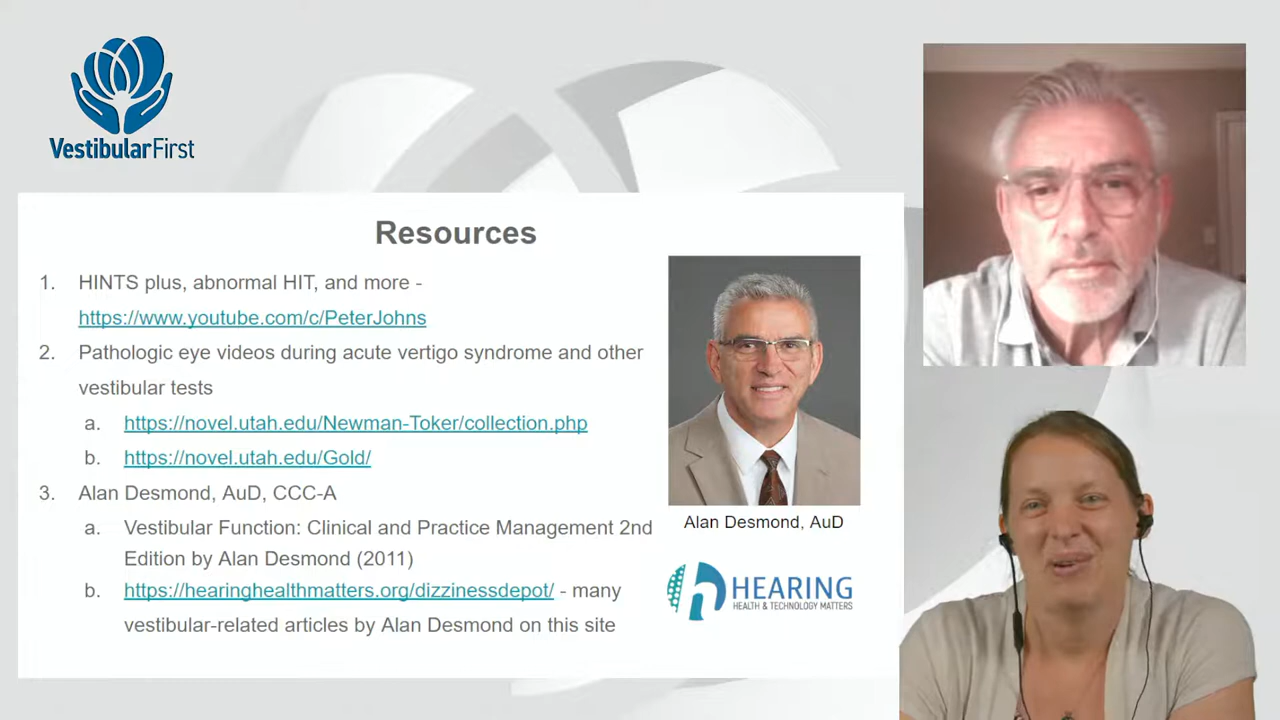 VestibularFirst
Resources
1. HINTS plus, abnormal HIT, and more -
https://www.youtube.com/c/PeterJohns
2. Pathologic eye videos during acute vertigo syndrome and other
vestibular tests
a. https://novel.utah.edu/Newman-Toker/collection.php
b. https://novel.utah.edu/Gold/
3. Alan Desmond, AuD, CCC-A
a. Vestibular Function: Clinical and Practice Management 2nd
Edition by Alan Desmond (2011)
b. https://hearinghealthmatters.org/dizzinessdepot/ - many
vestibular-related articles by Alan Desmond on this site
Alan Desmond, AuD
HEARING
HEALTH & TECHNOLOGY MATTERS